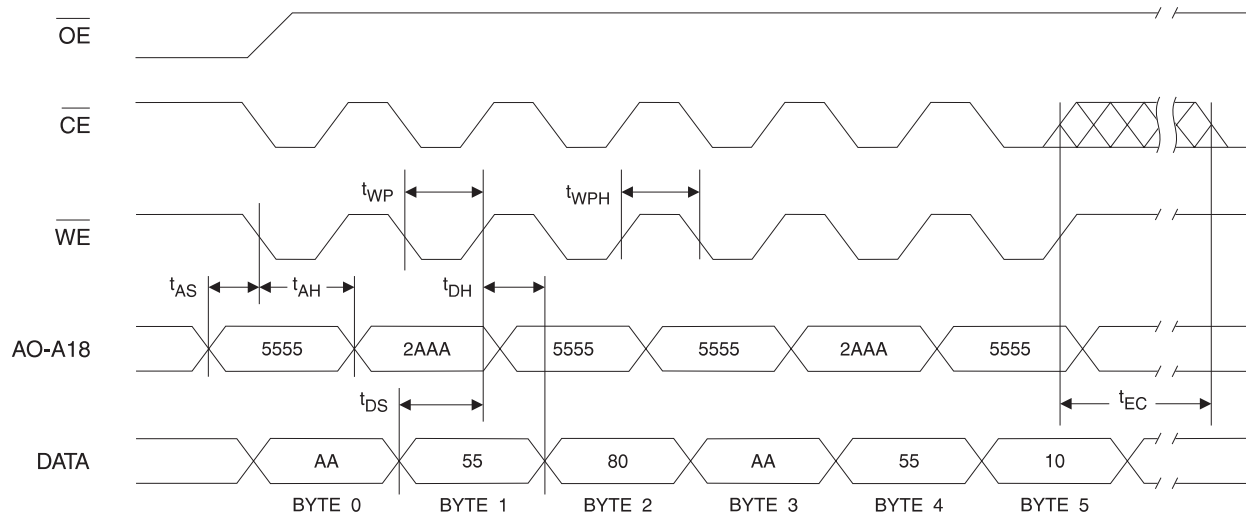 OE
CE
tWP
tWPH
WE
tAS
tAH
tDH
AO-A18
5555
2AAA
5555
5555
2AAA
5555
tDS
tEC
DATA
AA
55
80
AA
55
10
BYTE 0
BYTE 1
BYTE 2
BYTE 3
BYTE 4
BYTE 5